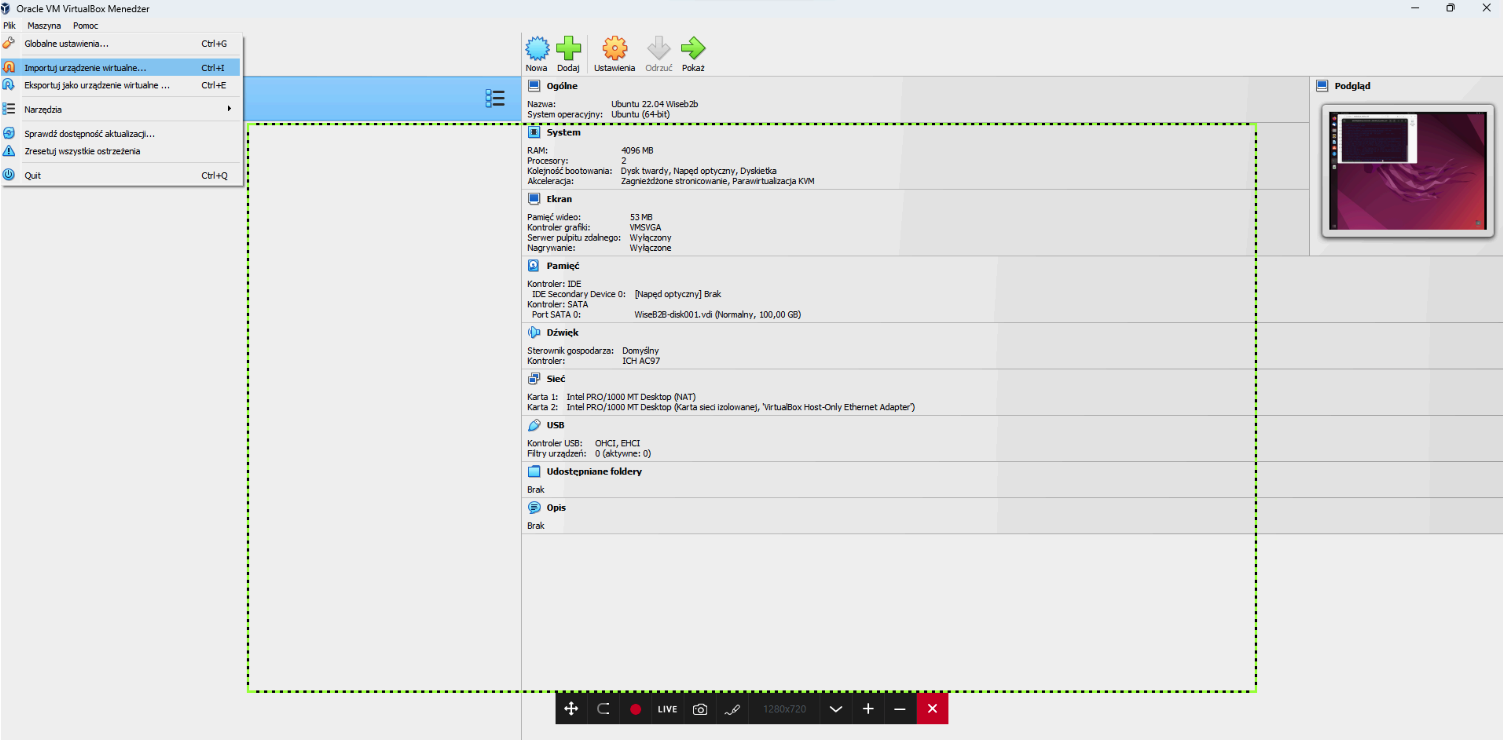 Oracle VM VirtualBox Menedżer
Plik Maszyna Pomoc
Globalne ustawienia... Ctrl+G
Importuj urządzenie wirtualne... Ctrl+I
Eksportuj jako urządzenie wirtualne ... Ctrl+E
Narzędzia
Sprawdź dostępność aktualizacji...
Zresetuj wszystkie ostrzeżenia
Quit Ctrl+Q
Nowa Dodaj Ustawienia Odrzuć Pokaż
Ogólne
Nazwa: Ubuntu 22.04 Wiseb2b
System operacyjny: Ubuntu (64-bit)
System
RAM: 4096 MB
Procesory: 2
Kolejność bootowania: Dysk twardy, Napęd optyczny, Dyskietka
Akceleracja: Zagnieżdżone stronicowanie, Parawirtualizacja KVM
Ekran
Pamięć wideo: 53 MB
Kontroler grafiki: VMSVGA
Serwer pulpitu zdalnego: Wyłączony
Nagrywanie: Wyłączone
Pamięć
Kontroler: IDE
IDE Secondary Device 0: [Napęd optyczny] Brak
Kontroler: SATA
Port SATA 0: WiseB2B-disk001.vdi (Normalny, 100,00 GB)
Dźwięk
Sterownik gospodarza: Domyślny
Kontroler: ICH AC97
Sieć
Karta 1: Intel PRO/1000 MT Desktop (NAT)
Karta 2: Intel PRO/1000 MT Desktop (Karta sieci izolowanej, 'VirtualBox Host-Only Ethernet Adapter')
USB
Kontroler USB: OHCI, EHCI
Filtry urządzeń: 0 (aktywne: 0)
Udostępniane foldery
Brak
Opis
Brak
Podgląd
LIVE 1280x720